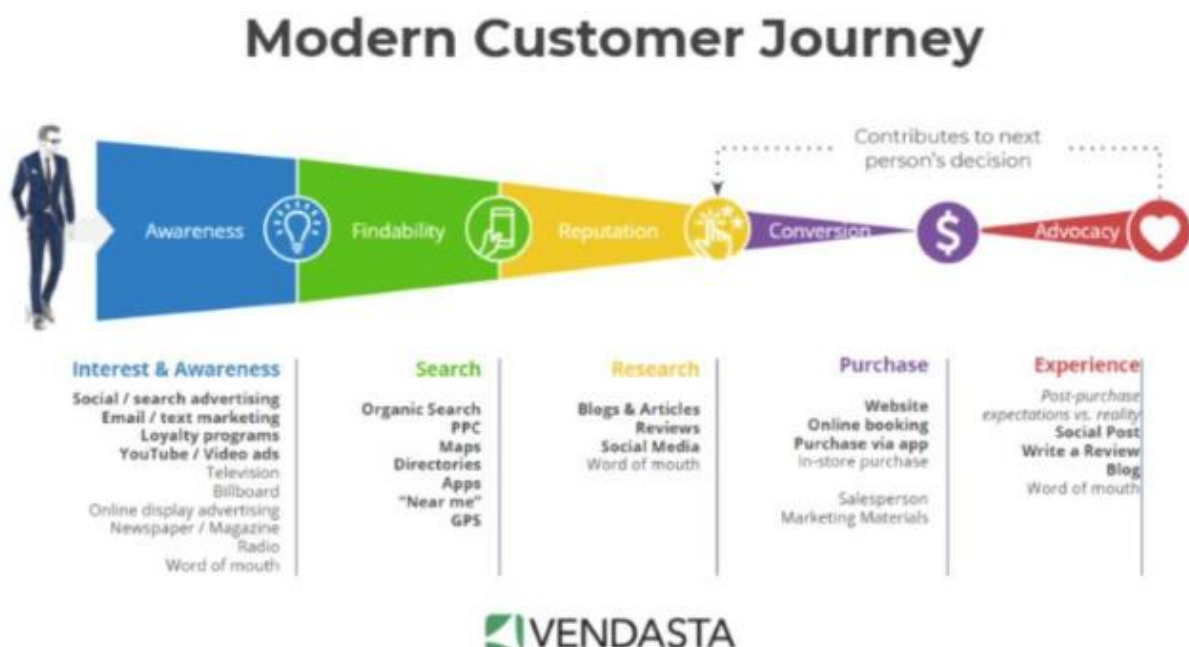 Modern Customer Journey
Contributes to next
person's decision
Awareness
Findability
Reputation
Conversion
$
Advocacy
Interest & Awareness
Social / search advertising
Email / text marketing
Loyalty programs
YouTube / Video ads
Television
Billboard
Online display advertising
Newspaper / Magazine
Radio
Word of mouth
Search
Organic Search
PPC
Maps
Directories
Apps
"Near me"
GPS
Research
Blogs & Articles
Reviews
Social Media
Word of mouth
Purchase
Website
Online booking
Purchase via app
In-store purchase
Salesperson
Marketing Materials
Experience
Post-purchase
expectations vs. reality
Social Post
Write a Review
Blog
Word of mouth
VENDASTA